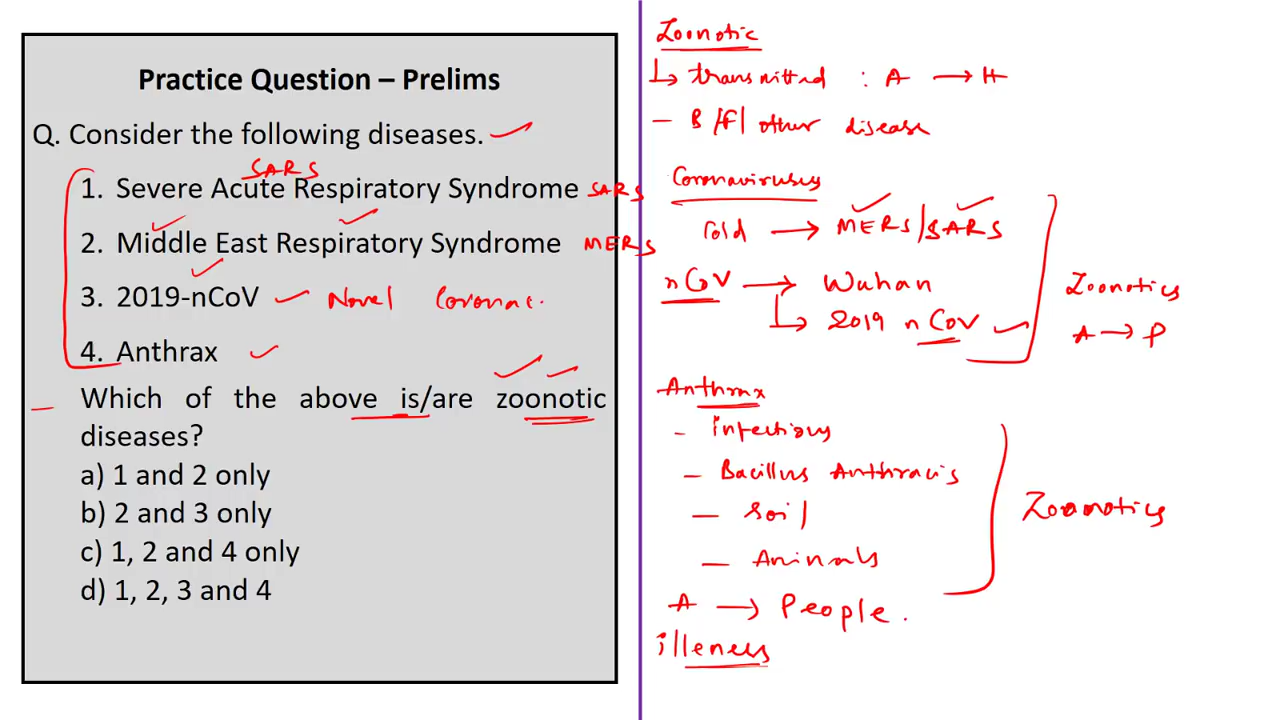 Practice Question – Prelims
Q. Consider the following diseases.
SARS
1. Severe Acute Respiratory Syndrome SARS
2. Middle East Respiratory Syndrome MERS
3. 2019-nCoV Novel Coronac.
4. Anthrax
Which of the above is/are zoonotic
diseases?
a) 1 and 2 only
b) 2 and 3 only
c) 1, 2 and 4 only
d) 1, 2, 3 and 4
Zoonotic
transmitted : A → H
– B/f/ other disease
Coronaviruses
Cold → MERS/SARS
nCoV → Wuhan
2019 nCoV
Zoonotics
A → P
Anthrax
– infectious
– Bacillus Anthracis
– Soil
– Animals
Zoonotics
A → People.
illeness